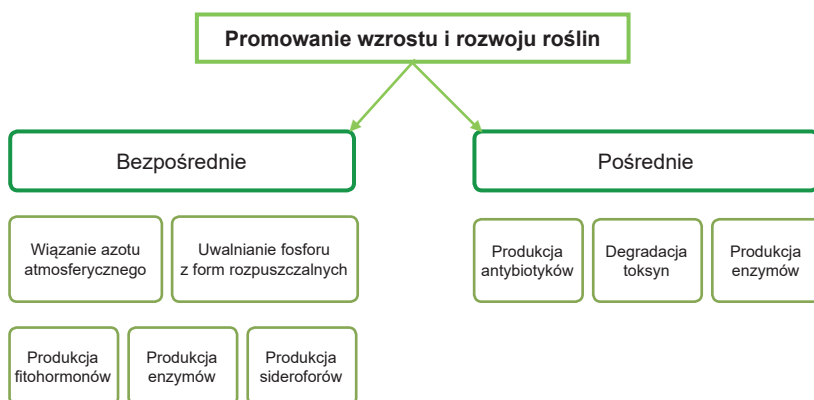 Promowanie wzrostu i rozwoju roślin
Bezpośrednie
Pośrednie
Wiązanie azotu
atmosferycznego
Uwalnianie fosforu
z form rozpuszczalnych
Produkcja
antybiotyków
Degradacja
toksyn
Produkcja
enzymów
Produkcja
fitohormonów
Produkcja
enzymów
Produkcja
sideroforów